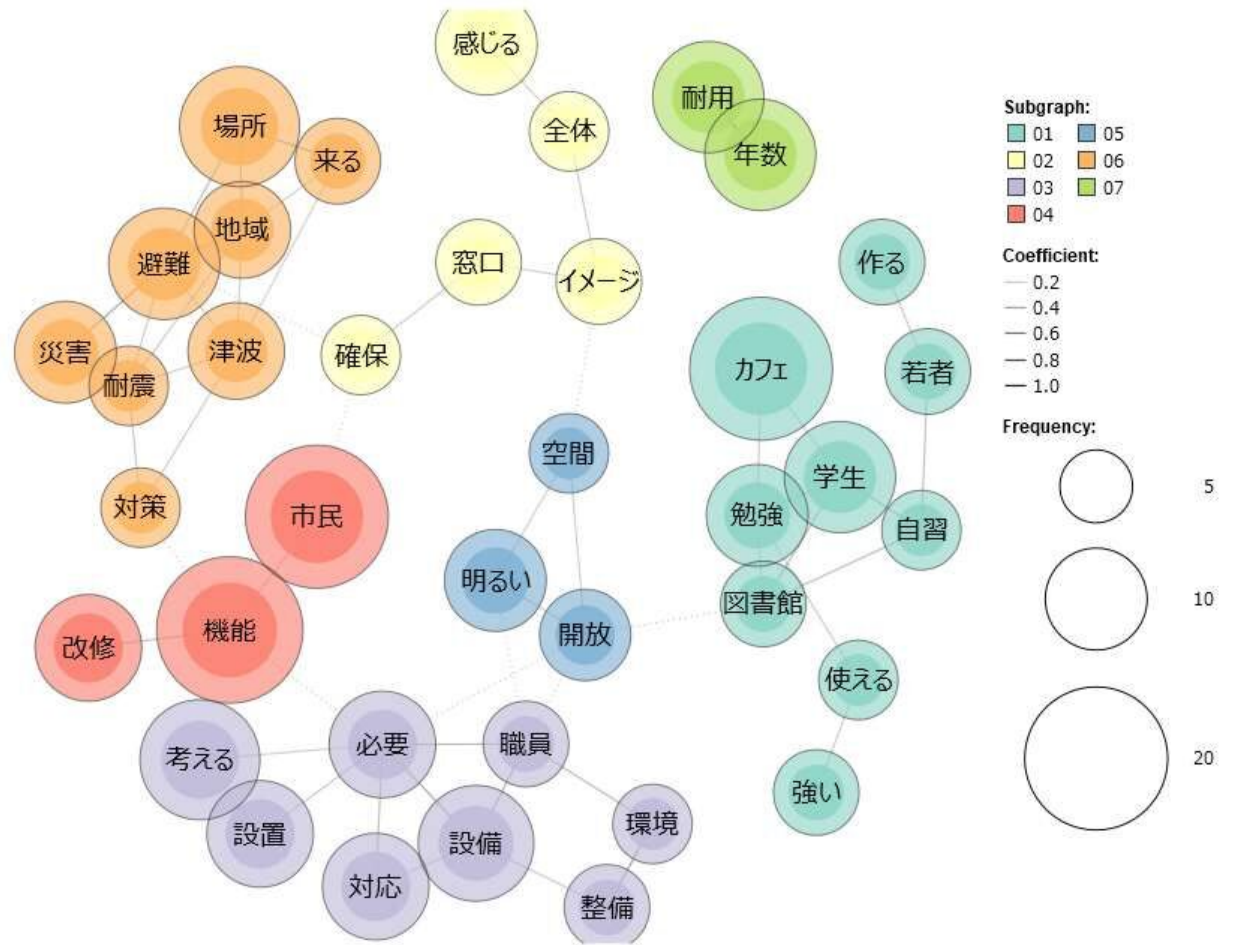 感じる
耐用
年数
場所
来る
全体
地域
避難
窓口
イメージ
作る
災害
耐震
津波
確保
カフェ
若者
空間
学生
対策
市民
勉強
自習
明るい
図書館
改修
機能
開放
使える
考える
必要
職員
強い
設置
設備
環境
対応
整備
Subgraph:
01 05
02 06
03 07
04
Coefficient:
0.2
0.4
0.6
0.8
1.0
Frequency:
5
10
20